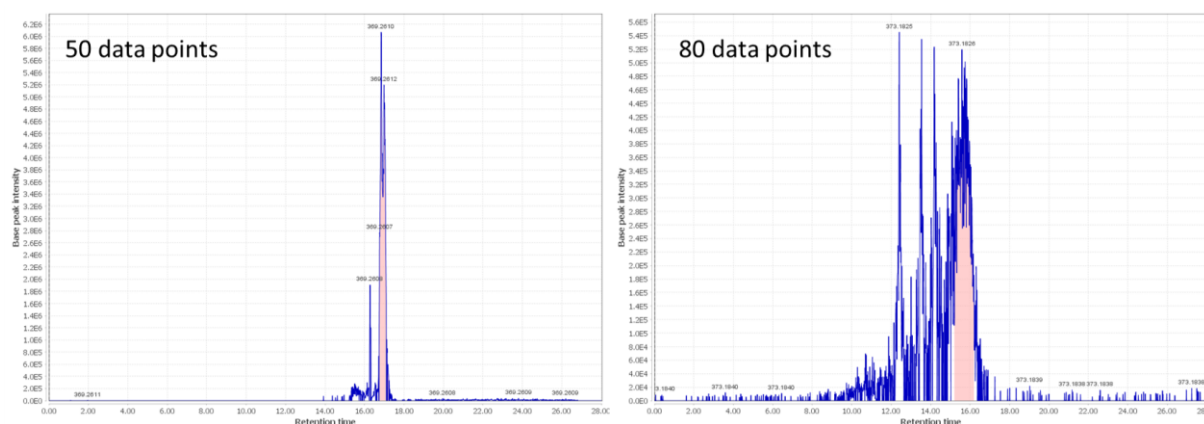 50 data points
6.2E6
369.2610
6.0E6
5.8E6
5.6E6
5.4E6
369.2612
5.2E6
5.0E6
4.8E6
4.6E6
4.4E6
4.2E6
4.0E6
3.8E6
3.6E6
3.4E6
3.2E6
3.0E6
2.8E6
369.2607
2.6E6
2.4E6
2.2E6
2.0E6
369.2603
1.8E6
1.6E6
1.4E6
1.2E6
1.0E6
8.0E5
6.0E5
4.0E5
2.0E5
0.0E0
369.2611 369.2608 369.2609 369.2609
0.00 2.00 4.00 6.00 8.00 10.00 12.00 14.00 16.00 18.00 20.00 22.00 24.00 26.00 28.00
Base peak intensity
Retention time
80 data points
5.6E5
373.1825
5.4E5
5.2E5
373.1826
5.0E5
4.8E5
4.6E5
4.4E5
4.2E5
4.0E5
3.8E5
3.6E5
3.4E5
3.2E5
3.0E5
2.8E5
2.6E5
2.4E5
2.2E5
2.0E5
1.8E5
1.6E5
1.4E5
1.2E5
1.0E5
8.0E4
6.0E4
4.0E4
2.0E4
0.0E0
3.1840 373.1840 373.1840 373.1839 373.1838 373.1838 373.1838
0.00 2.00 4.00 6.00 8.00 10.00 12.00 14.00 16.00 18.00 20.00 22.00 24.00 26.00 28
Base peak intensity
Retention time